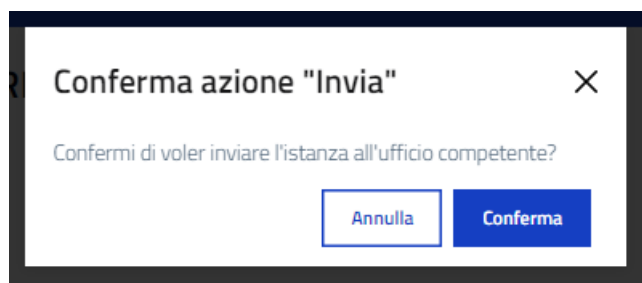 Conferma azione "Invia"
Confermi di voler inviare l'istanza all'ufficio competente?
Annulla
Conferma